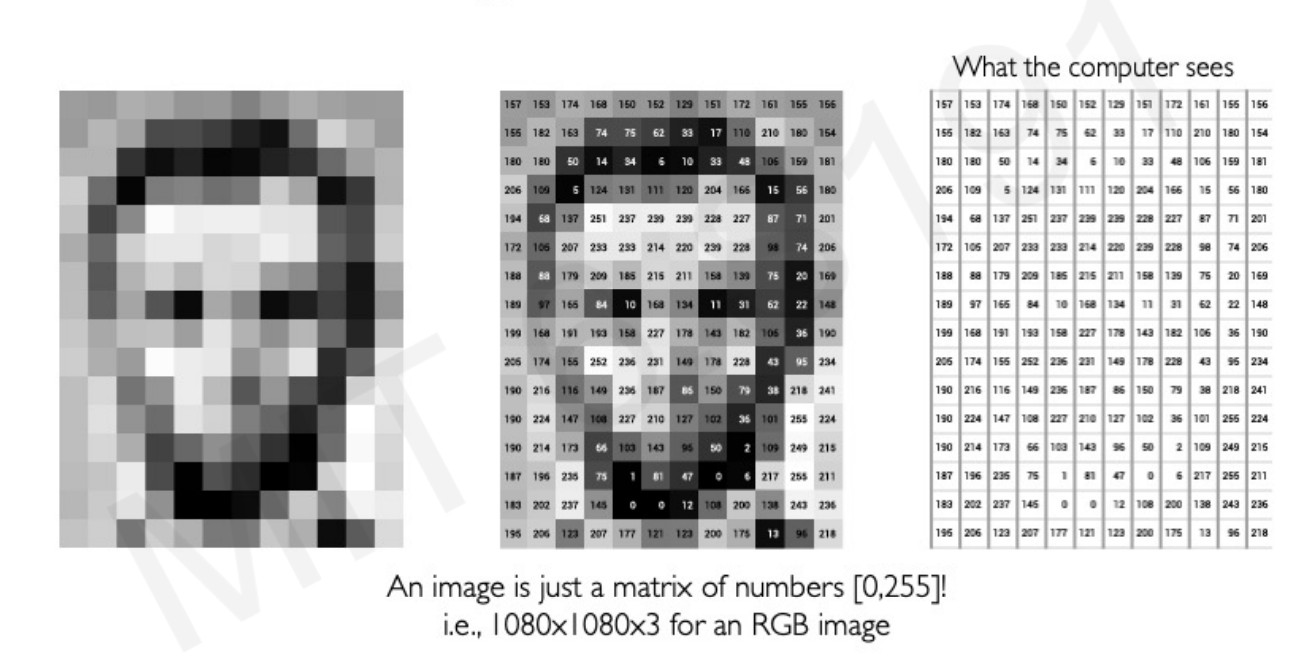 157 153 174 168 150 152 129 151 172 161 155 156
155 182 163 74 75 62 33 17 110 210 180 154
180 180 50 14 34 6 10 33 48 106 159 181
206 109 5 124 131 111 120 204 166 15 56 180
194 68 137 251 237 239 239 228 227 87 71 201
172 105 207 233 233 214 220 239 228 98 74 206
188 88 179 209 185 215 211 158 139 75 20 169
189 97 165 84 10 168 134 11 31 62 22 148
199 168 191 193 158 227 178 143 182 106 36 190
205 174 155 252 236 231 149 178 228 43 95 234
190 216 116 149 236 187 86 150 79 38 218 241
190 224 147 108 227 210 127 102 36 101 255 224
190 214 173 66 103 143 96 50 2 109 249 215
187 196 235 75 1 81 47 0 6 217 255 211
183 202 237 145 0 0 12 108 200 138 243 236
195 206 123 207 177 121 123 200 175 13 96 218
What the computer sees
157 153 174 168 150 152 129 151 172 161 155 156
155 182 163 74 75 62 33 17 110 210 180 154
180 180 50 14 34 6 10 33 48 106 159 181
206 109 5 124 131 111 120 204 166 15 56 180
194 68 137 251 237 239 239 228 227 87 71 201
172 105 207 233 233 214 220 239 228 98 74 206
188 88 179 209 185 215 211 158 139 75 20 169
189 97 165 84 10 168 134 11 31 62 22 148
199 168 191 193 158 227 178 143 182 106 36 190
205 174 155 252 236 231 149 178 228 43 95 234
190 216 116 149 236 187 86 150 79 38 218 241
190 224 147 108 227 210 127 102 36 101 255 224
190 214 173 66 103 143 96 50 2 109 249 215
187 196 235 75 1 81 47 0 6 217 255 211
183 202 237 145 0 0 12 108 200 138 243 236
195 206 123 207 177 121 123 200 175 13 96 218
An image is just a matrix of numbers [0,255]!
i.e., 1080x1080x3 for an RGB image
MIT 6.S191